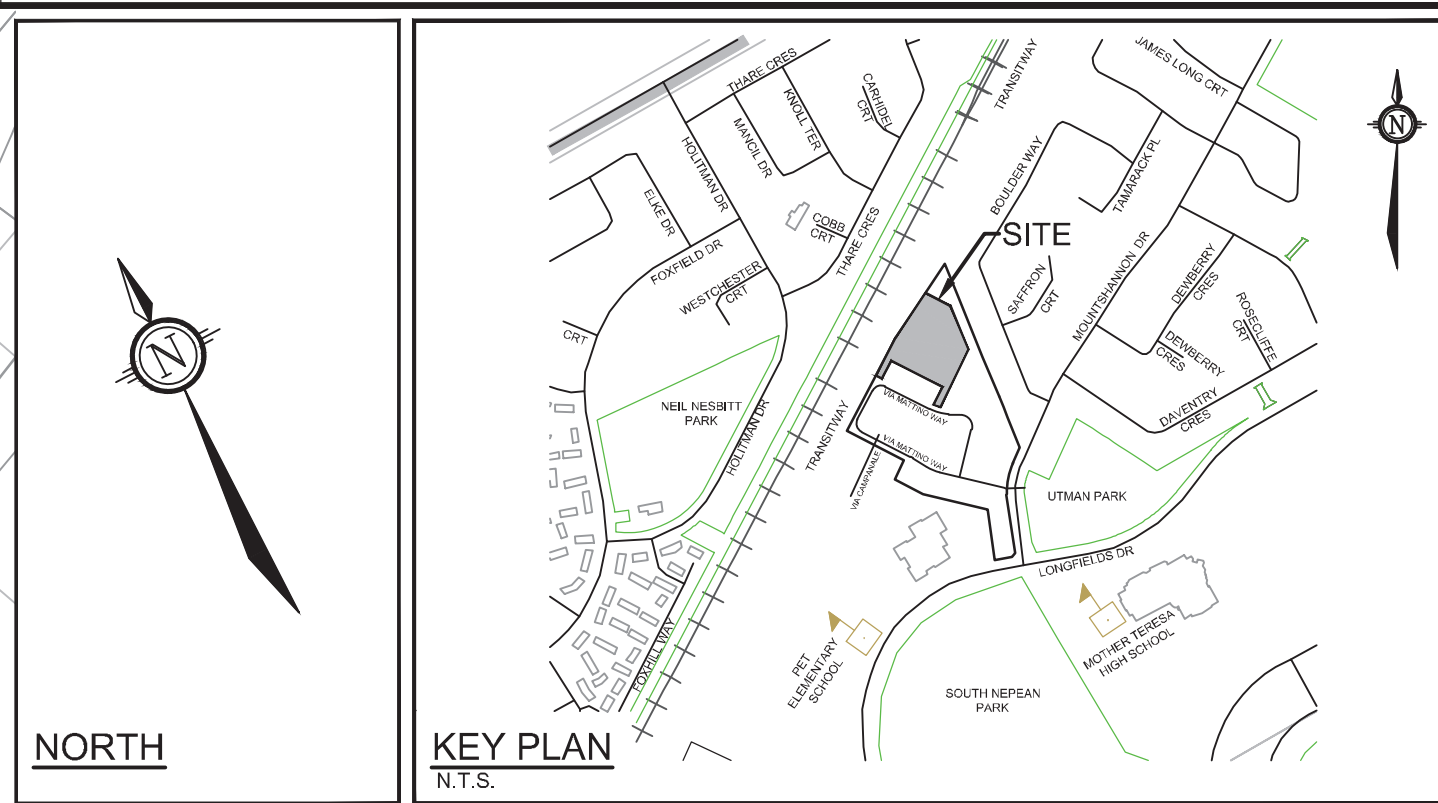 N
NORTH
KEY PLAN
N.T.S.
N
THARE CRES
TRANSITWAY
JAMES LONG CRT
CARHIDEL
CRT
KNOLL TER
MANCIL DR
HOLITMAN DR
ELKE DR
COBB
CRT
THARE CRES
FOXFIELD DR
WESTCHESTER
CRT
CRT
BOULDER WAY
TAMARACK PL
SITE
SAFFRON
CRT
MOUNTSHANNON DR
DEWBERRY
CRES
ROSECLIFFE
CRT
DEWBERRY
CRES
DAVENTRY
CRES
NEIL NESBITT
PARK
HOLITMAN DR
TRANSITWAY
VIA MATTINO WAY
VIA MATTINO WAY
VIA CAMPANALE
UTMAN PARK
LONGFIELDS DR
FOXHILL WAY
PET
ELEMENTARY
SCHOOL
MOTHER TERESA
HIGH SCHOOL
SOUTH NEPEAN
PARK